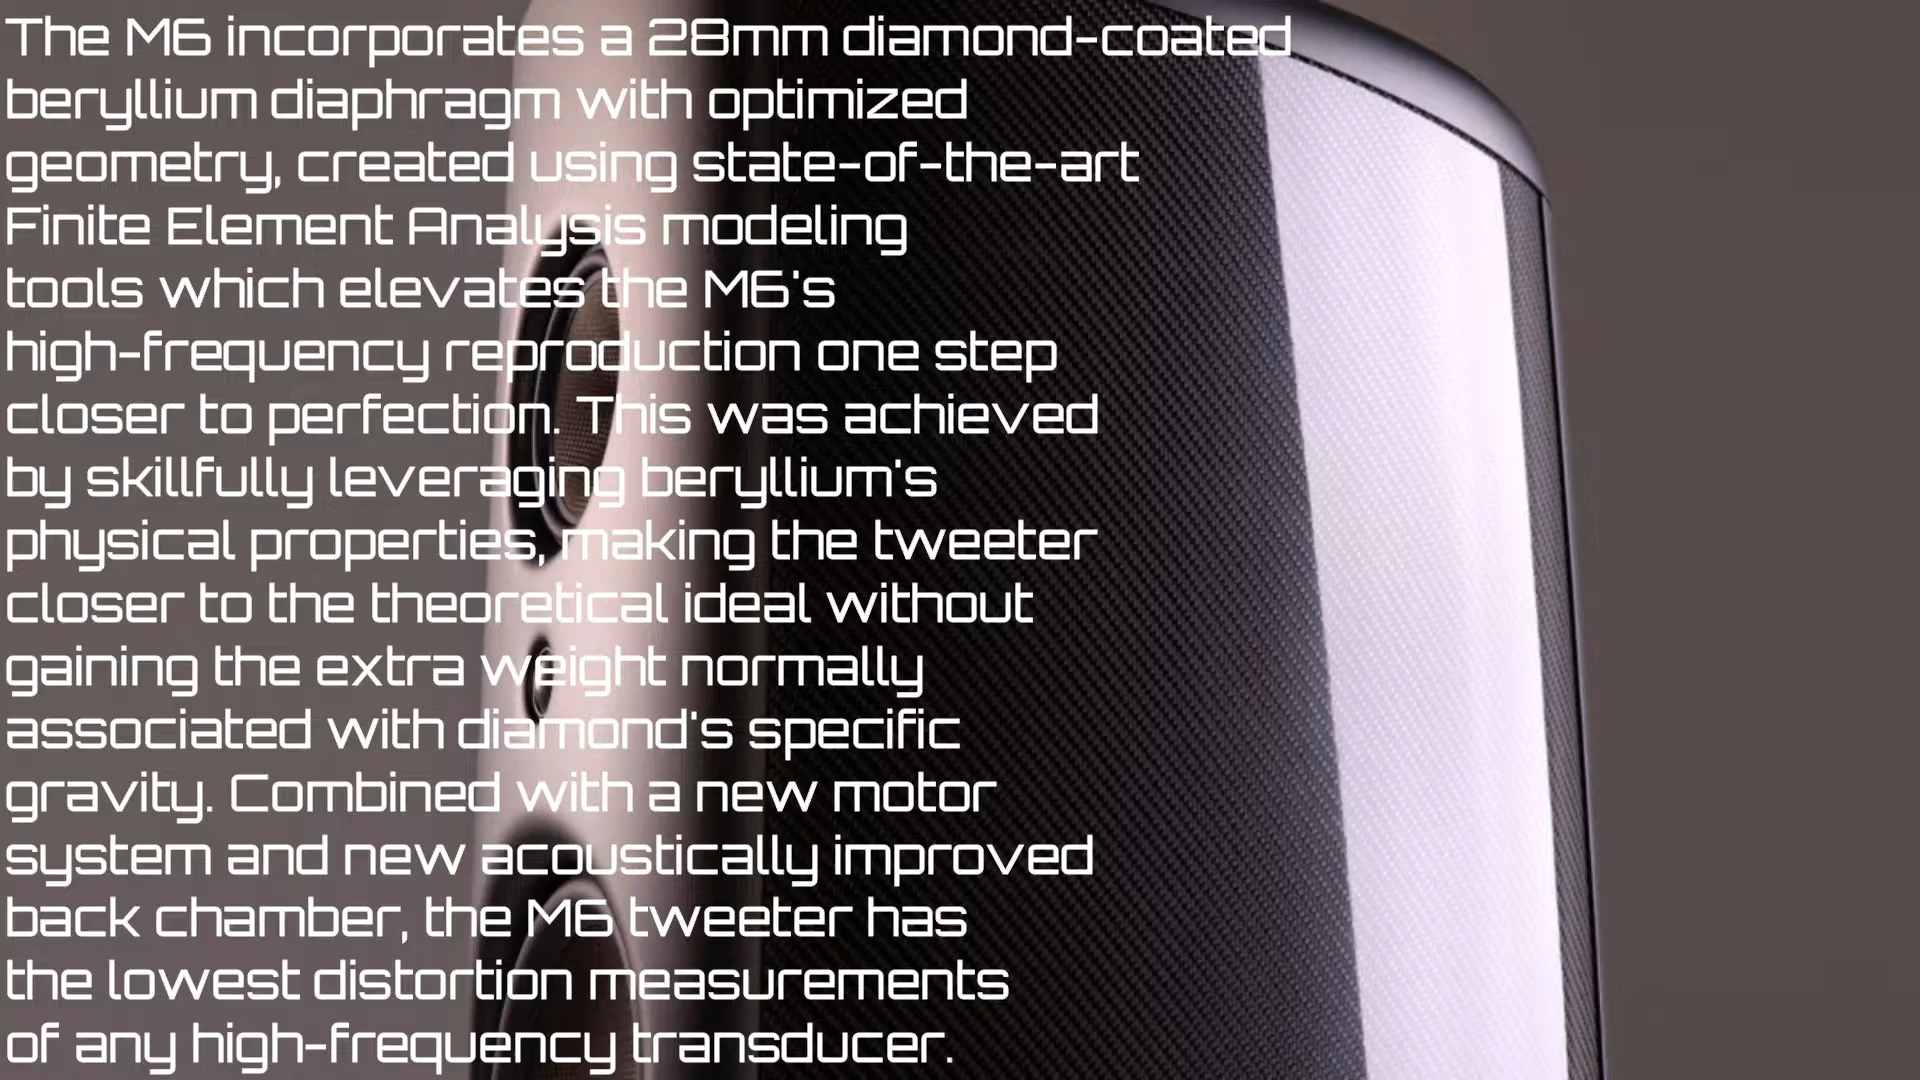 The M6 incorporates a 28mm diamond-coated
beryllium diaphragm with optimized
geometry, created using state-of-the-art
Finite Element Analysis modeling
tools which elevates the M6's
high-frequency reproduction one step
closer to perfection. This was achieved
by skillfully leveraging beryllium's
physical properties, making the tweeter
closer to the theoretical ideal without
gaining the extra weight normally
associated with diamond's specific
gravity. Combined with a new motor
system and new acoustically improved
back chamber, the M6 tweeter has
the lowest distortion measurements
of any high-frequency transducer.